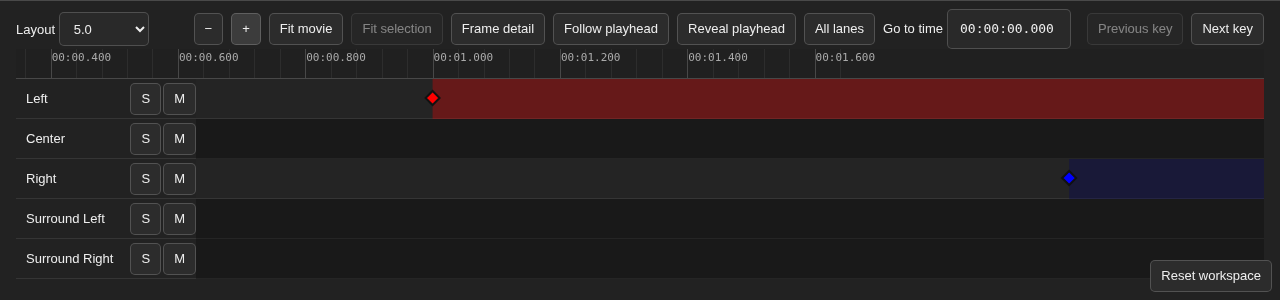 Layout 5.0 − + Fit movie Fit selection Frame detail Follow playhead Reveal playhead All lanes Go to time 00:00:00.000 Previous key Next key
00:00.400 00:00.600 00:00.800 00:01.000 00:01.200 00:01.400 00:01.600
Left S M
Center S M
Right S M
Surround Left S M
Surround Right S M
Reset workspace